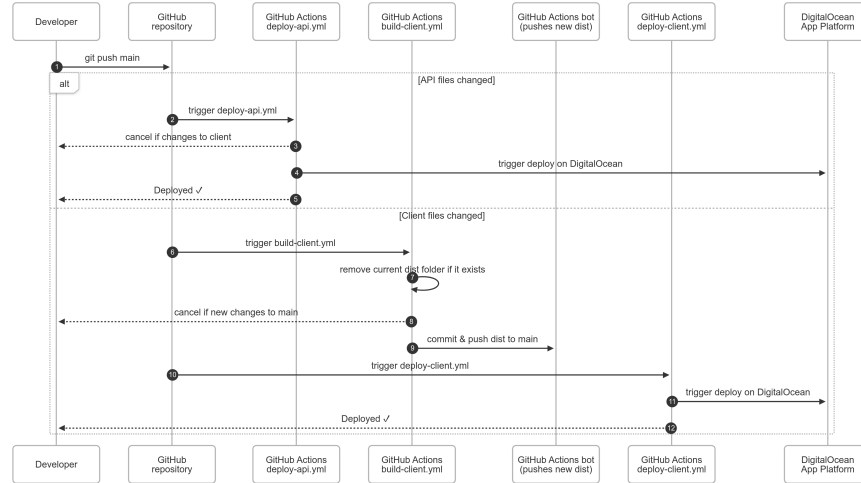 Developer
GitHub
repository
GitHub Actions
deploy-api.yml
GitHub Actions
build-client.yml
GitHub Actions bot
(pushes new dist)
GitHub Actions
deploy-client.yml
DigitalOcean
App Platform
1
git push main
alt
[API files changed]
2
trigger deploy-api.yml
cancel if changes to client
3
4
trigger deploy on DigitalOcean
Deployed ✓
5
[Client files changed]
6
trigger build-client.yml
remove current dist folder if it exists
7
cancel if new changes to main
8
9
commit & push dist to main
10
trigger deploy-client.yml
11
trigger deploy on DigitalOcean
Deployed ✓
12
Developer
GitHub
repository
GitHub Actions
deploy-api.yml
GitHub Actions
build-client.yml
GitHub Actions bot
(pushes new dist)
GitHub Actions
deploy-client.yml
DigitalOcean
App Platform